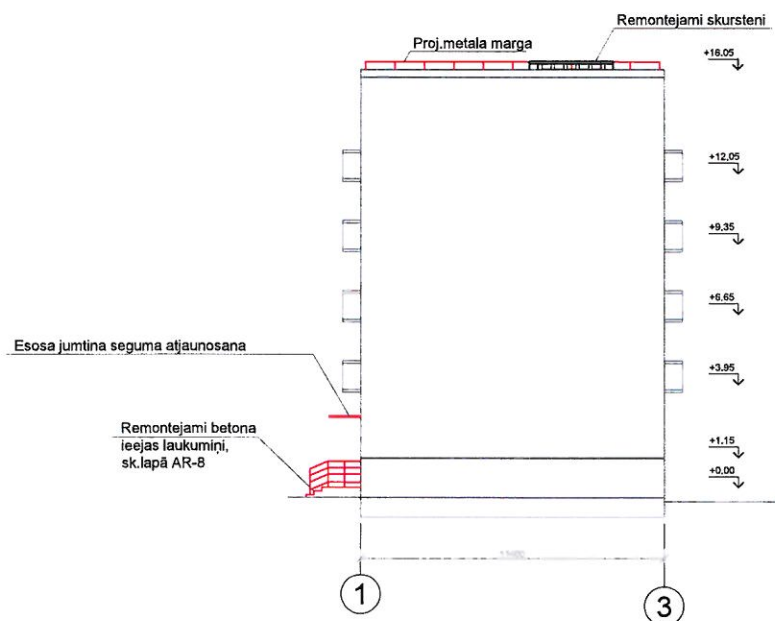 Remontejami skursteni
Proj.metala marga
+16.05
+12.05
+9.35
+6.65
Esosa jumtina seguma atjaunosana
+3.95
Remontejami betona
ieejas laukumiņi,
sk.lapā AR-8
+1.15
+0,00
1
3